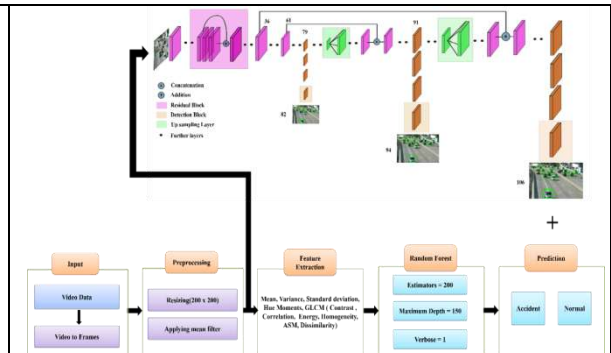 36
61
79
91
Concatenation
Addition
Residual Block
Detection Block
Up sampling Layer
Further layers
82
94
106
+
Input
Video Data
Video to Frames
Preprocessing
Resizing(200 x 200)
Applying mean filter
Feature
Extraction
Mean, Variance, Standard deviation,
Hue Moments, GLCM ( Contrast ,
Correlation, Energy, Homogeneity,
ASM, Dissimilarity)
Random Forest
Estimators = 200
Maximum Depth = 150
Verbose = 1
Prediction
Accident
Normal